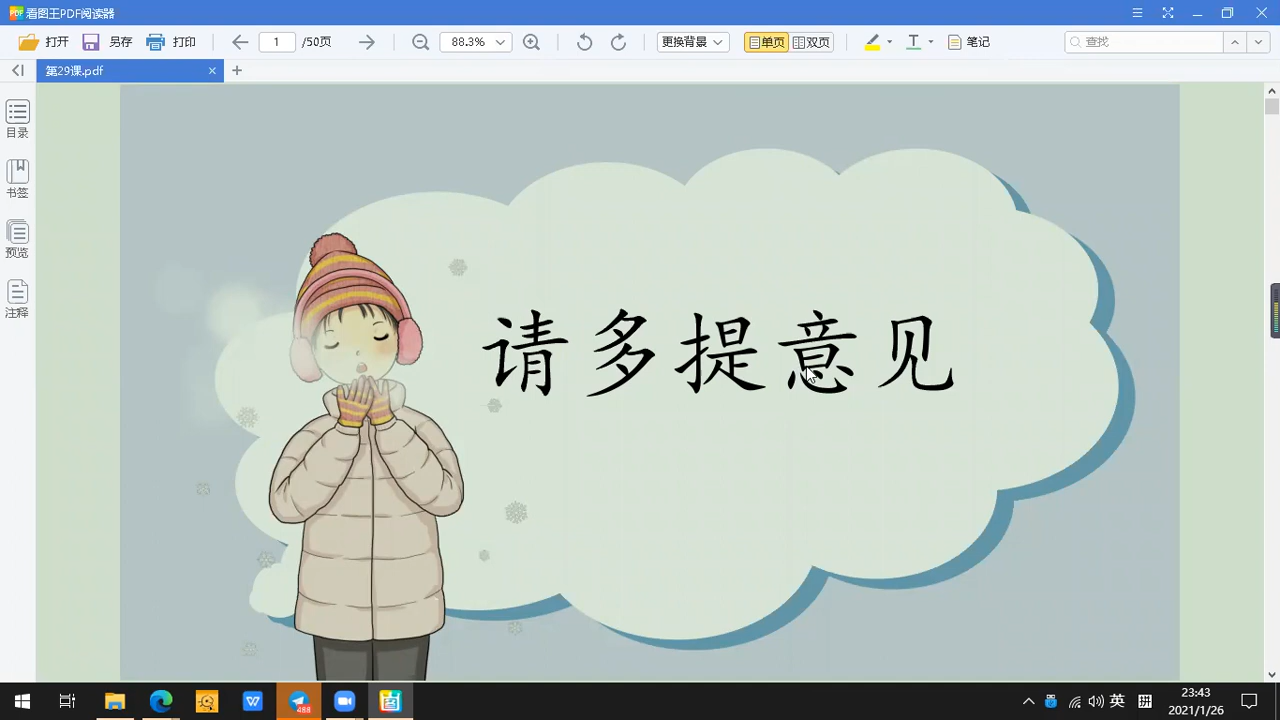 看图王PDF阅读器
打开 另存 打印 1 /50页 88.3% 更换背景 单页 双页 T 笔记 查找
第29课.pdf
目录
书签
预览
注释
请多提意见
英 拼 23:43
2021/1/26